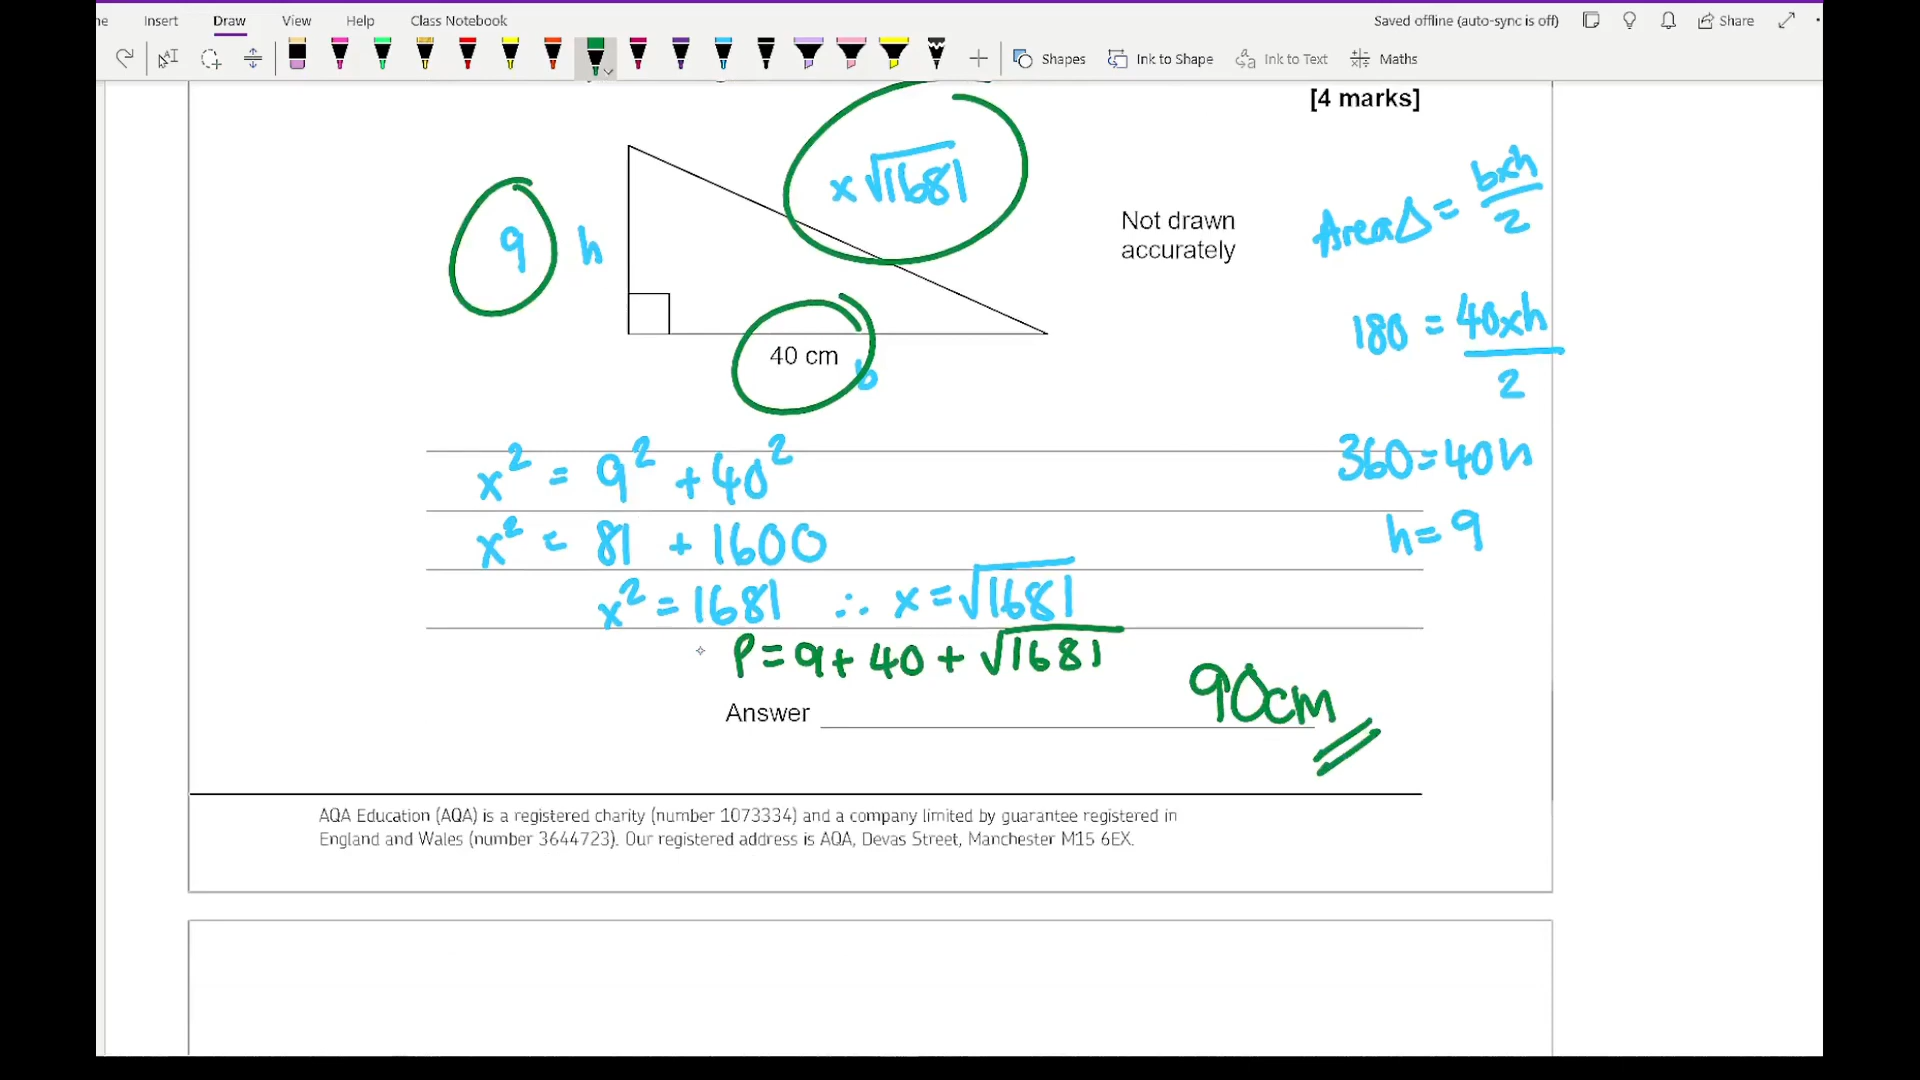 Insert Draw View Help Class Notebook
Saved offline (auto-sync is off) Share
Shapes Ink to Shape Ink to Text Maths
[4 marks]
x √1681
9 h
Not drawn
accurately
Area△ = b×h/2
180 = 40×h/2
40 cm
b
x² = 9² + 40²
360 = 40h
x² = 81 + 1600
h = 9
x² = 1681 ∴ x = √1681
P = 9 + 40 + √1681
Answer 90cm
AQA Education (AQA) is a registered charity (number 1073334) and a company limited by guarantee registered in
England and Wales (number 3644723). Our registered address is AQA, Devas Street, Manchester M15 6EX.